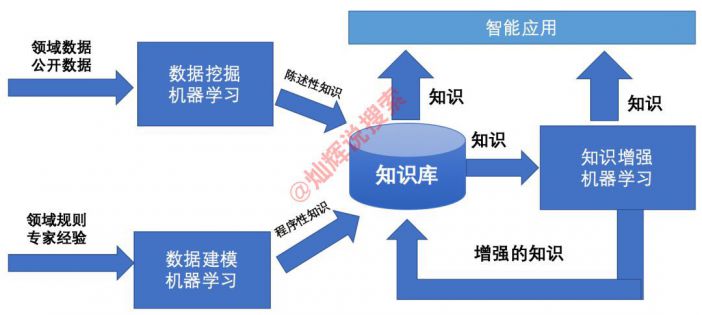 智能应用
领域数据
公开数据
数据挖掘
机器学习
陈述性知识
知识
知识
@灿辉说搜索
知识库
知识
知识增强
机器学习
领域规则
专家经验
数据建模
机器学习
程序性知识
增强的知识